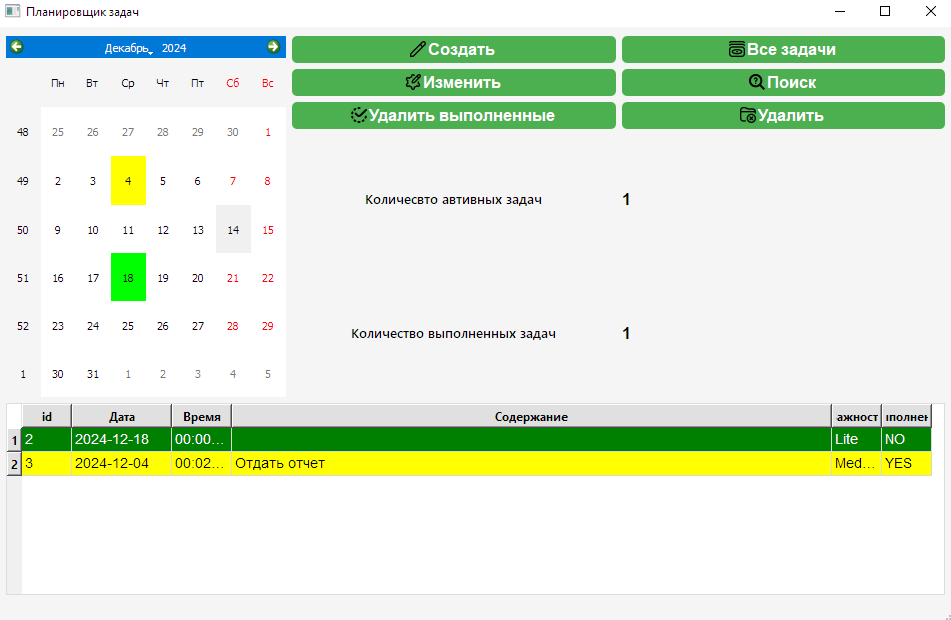 Планировщик задач
Декабрь 2024
Создать
Все задачи
Изменить
Поиск
Удалить выполненные
Удалить
Пн Вт Ср Чт Пт Сб Вс
48 25 26 27 28 29 30 1
49 2 3 4 5 6 7 8
50 9 10 11 12 13 14 15
51 16 17 18 19 20 21 22
52 23 24 25 26 27 28 29
1 30 31 1 2 3 4 5
Количесвто автивных задач 1
Количество выполненных задач 1
id Дата Время Содержание ажност ıполнен
1 2 2024-12-18 00:00... Lite NO
2 3 2024-12-04 00:02... Отдать отчет Med... YES